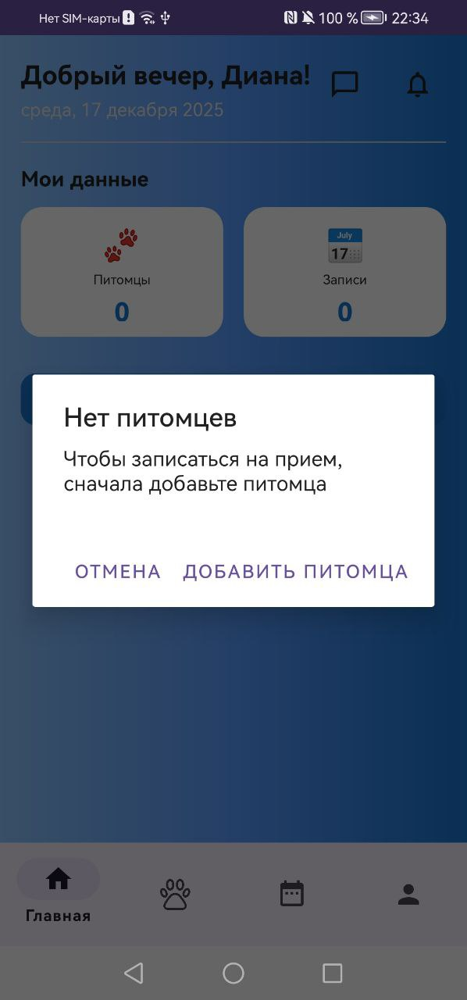 Нет SIM-карты 100 % 22:34
Добрый вечер, Диана!
среда, 17 декабря 2025
Мои данные
July
17
Питомцы
Записи
0
0
Нет питомцев
Чтобы записаться на прием,
сначала добавьте питомца
ОТМЕНА ДОБАВИТЬ ПИТОМЦА
Главная